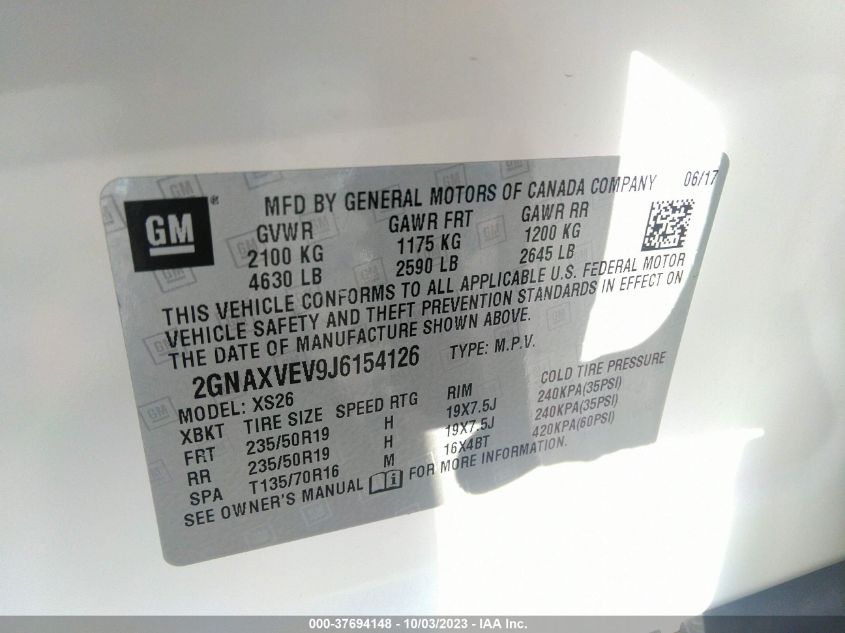 GM ® MFD BY GENERAL MOTORS OF CANADA COMPANY 06/17
GVWR GAWR FRT GAWR RR
2100 KG 1175 KG 1200 KG
4630 LB 2590 LB 2645 LB
THIS VEHICLE CONFORMS TO ALL APPLICABLE U.S. FEDERAL MOTOR
VEHICLE SAFETY AND THEFT PREVENTION STANDARDS IN EFFECT ON
THE DATE OF MANUFACTURE SHOWN ABOVE.
2GNAXVEV9J6154126 TYPE: M.P.V.
MODEL: XS26
XBKT TIRE SIZE SPEED RTG RIM COLD TIRE PRESSURE
FRT 235/50R19 H 19X7.5J 240KPA(35PSI)
RR 235/50R19 H 19X7.5J 240KPA(35PSI)
SPA T135/70R16 M 16X4BT 420KPA(60PSI)
SEE OWNER'S MANUAL FOR MORE INFORMATION.
000-37694148 - 10/03/2023 - IAA Inc.